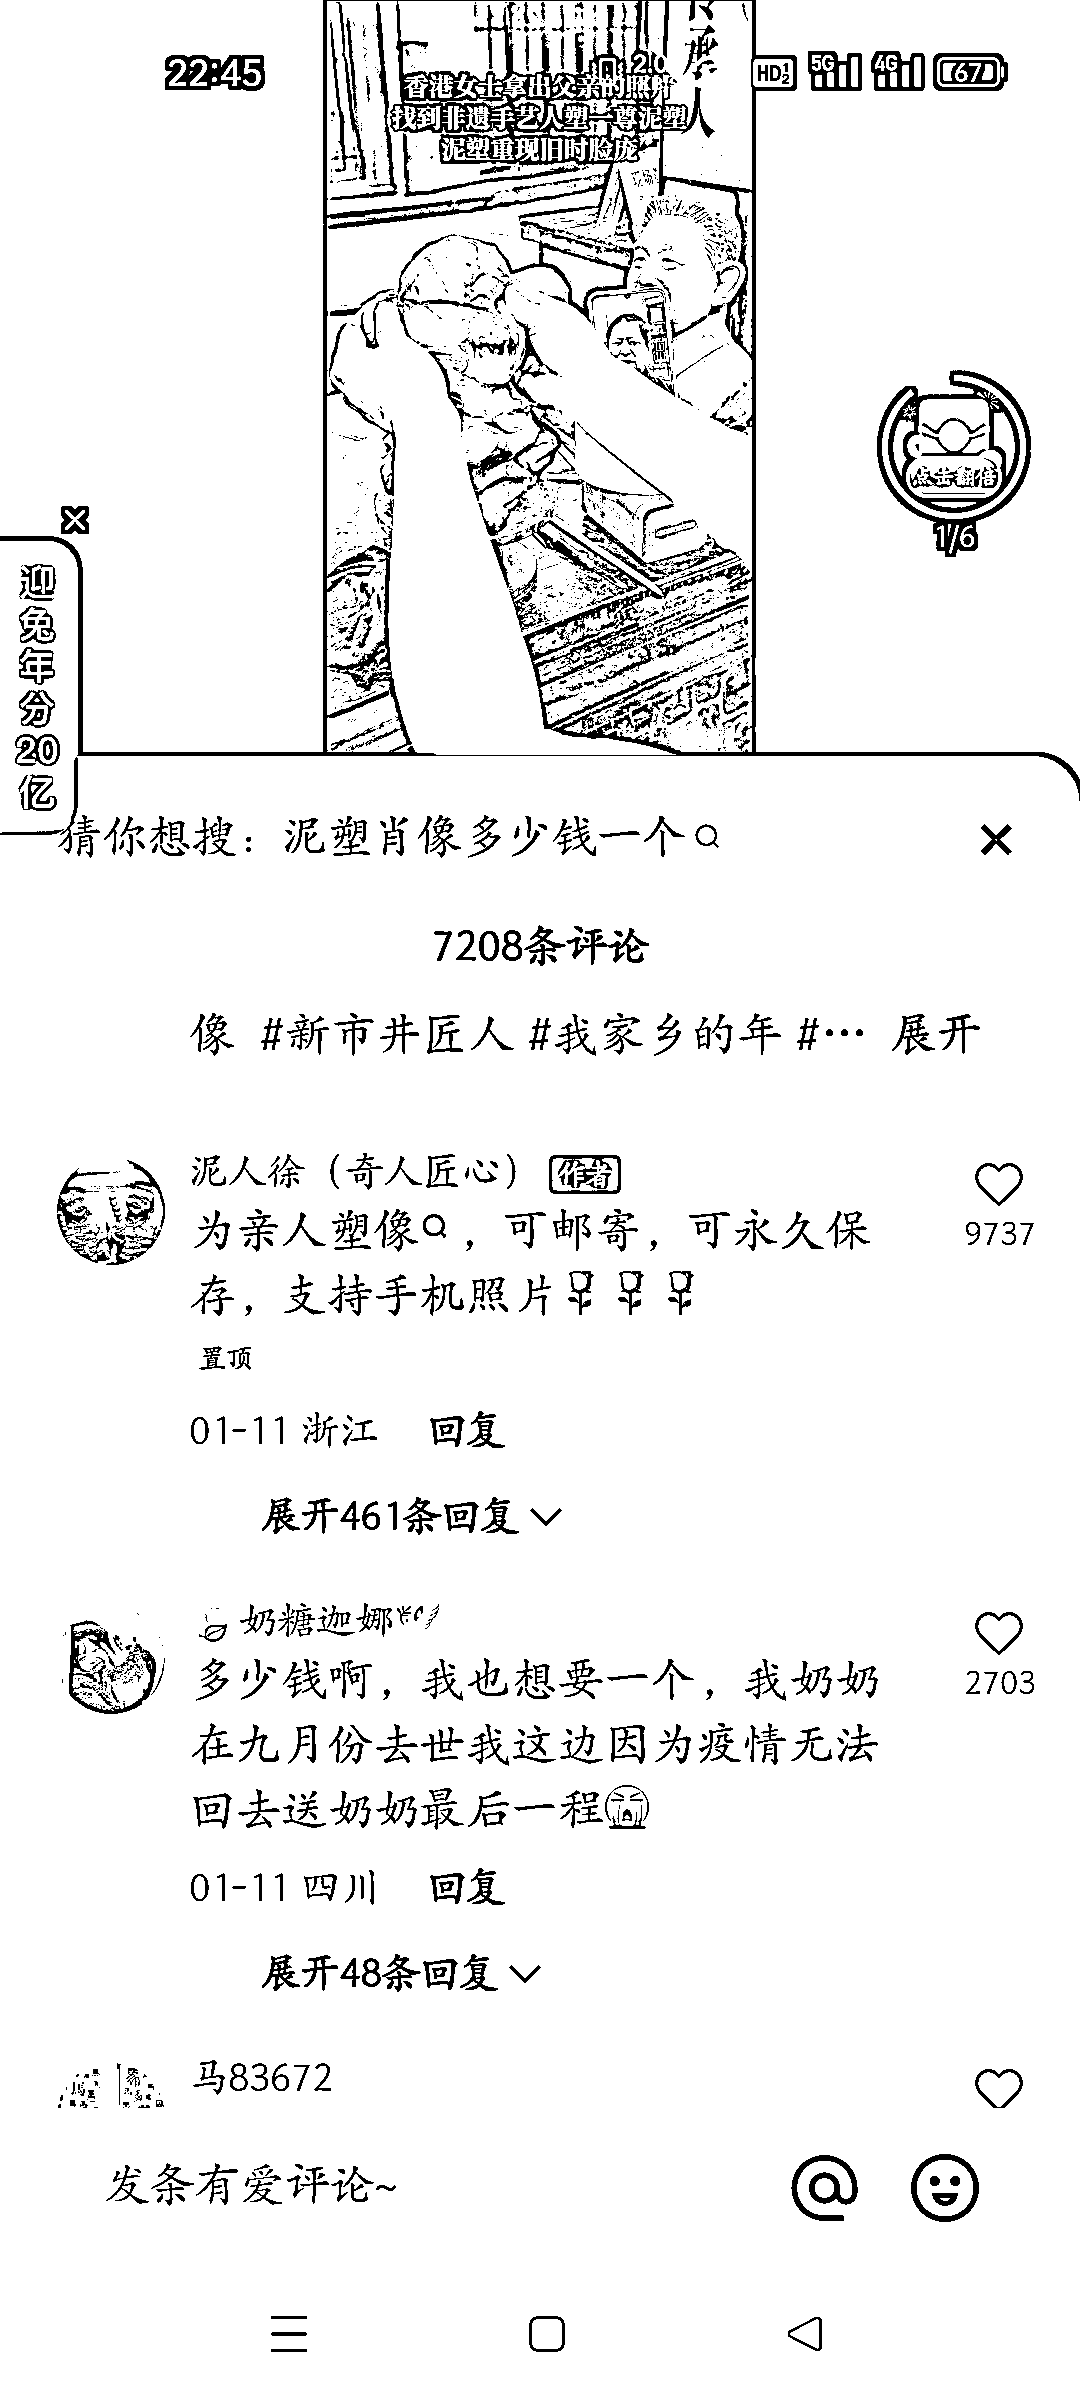 22:45
HD 1 2 5G 4G 67
承
人
香港女士拿出父亲的照片
找到非遗手艺人塑一尊泥塑
泥塑重现旧时脸庞
点击翻倍
1/6
迎兔年分20亿
猜你想搜：泥塑肖像多少钱一个
7208条评论
像 #新市井匠人 #我家乡的年 #… 展开
泥人徐（奇人匠心） 作者
为亲人塑像，可邮寄，可永久保
存，支持手机照片🌹🌹🌹
置顶
9737
01-11 浙江 回复
展开461条回复
奶糖迦娜
多少钱啊，我也想要一个，我奶奶
在九月份去世我这边因为疫情无法
回去送奶奶最后一程😭
2703
01-11 四川 回复
展开48条回复
马83672
发条有爱评论~